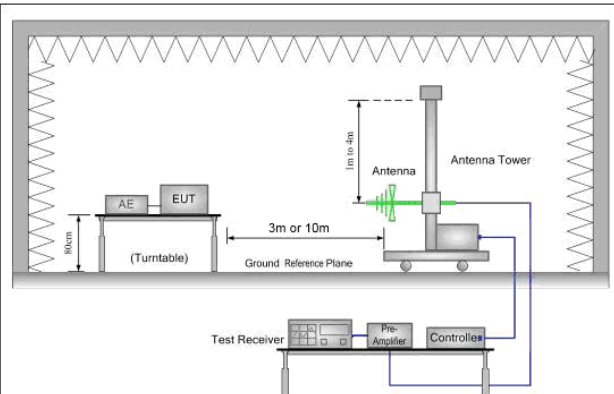 1m to 4m
Antenna
Antenna Tower
AE
EUT
80cm
(Turntable)
3m or 10m
Ground Reference Plane
Test Receiver
Pre-
Amplifier
Controller